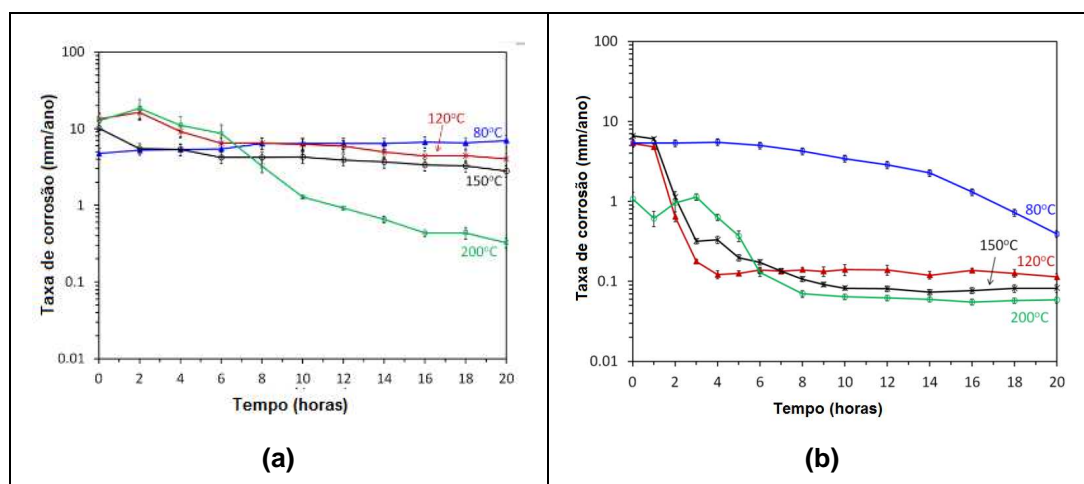 Taxa de corrosão (mm/ano)
100
10
1
0.1
0.01
120°C
80°C
150°C
200°C
0 2 4 6 8 10 12 14 16 18 20
Tempo (horas)
(a)
Taxa de corrosão (mm/ano)
100
10
1
0.1
0.01
80°C
150°C
120°C
200°C
0 2 4 6 8 10 12 14 16 18 20
Tempo (horas)
(b)